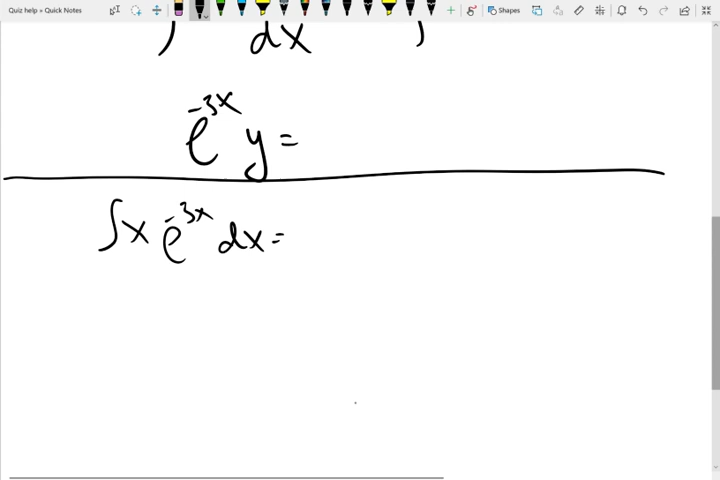 Quiz help » Quick Notes
Shapes
dx
e^{-3x} y =
∫x e^{-3x} dx =